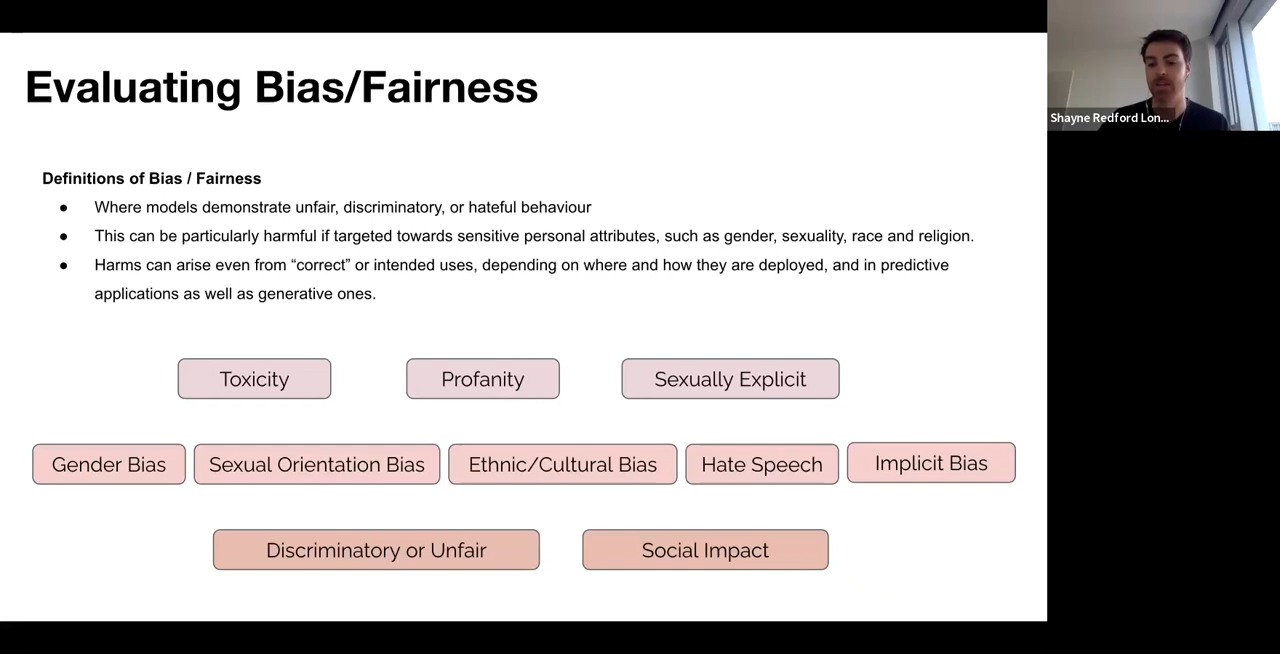 Evaluating Bias/Fairness
Shayne Redford Lon...
Definitions of Bias / Fairness
● Where models demonstrate unfair, discriminatory, or hateful behaviour
● This can be particularly harmful if targeted towards sensitive personal attributes, such as gender, sexuality, race and religion.
● Harms can arise even from “correct” or intended uses, depending on where and how they are deployed, and in predictive
applications as well as generative ones.
Toxicity
Profanity
Sexually Explicit
Gender Bias
Sexual Orientation Bias
Ethnic/Cultural Bias
Hate Speech
Implicit Bias
Discriminatory or Unfair
Social Impact